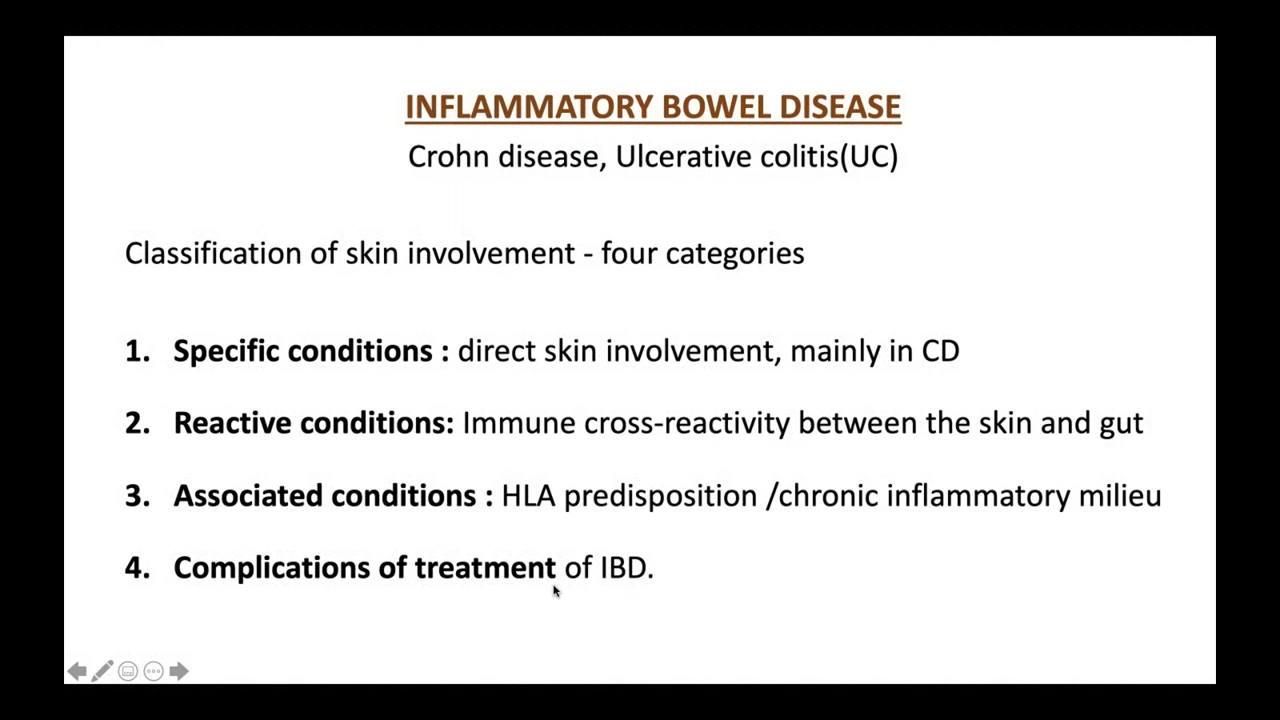 INFLAMMATORY BOWEL DISEASE
Crohn disease, Ulcerative colitis(UC)
Classification of skin involvement - four categories
1. Specific conditions : direct skin involvement, mainly in CD
2. Reactive conditions: Immune cross-reactivity between the skin and gut
3. Associated conditions : HLA predisposition /chronic inflammatory milieu
4. Complications of treatment of IBD.